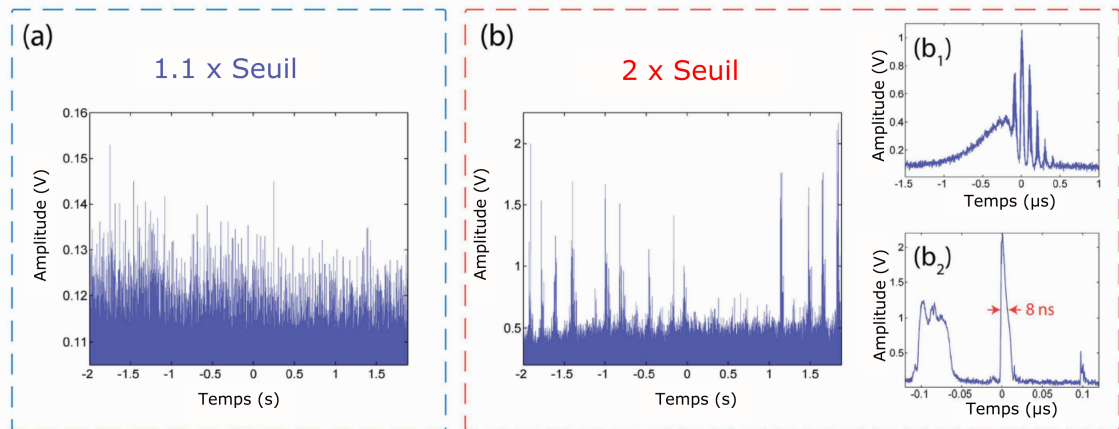 (a)
1.1 x Seuil
Amplitude (V)
0.16
0.15
0.14
0.13
0.12
0.11
-2 -1.5 -1 -0.5 0 0.5 1 1.5
Temps (s)
(b)
2 x Seuil
Amplitude (V)
2
1.5
1
0.5
-2 -1.5 -1 -0.5 0 0.5 1 1.5
Temps (s)
(b1)
Amplitude (V)
1
0.8
0.6
0.4
0.2
-1.5 -1 -0.5 0 0.5 1
Temps (µs)
(b2)
Amplitude (V)
2
1.5
1
0.5
8 ns
-0.1 0 0.1
Temps (µs)